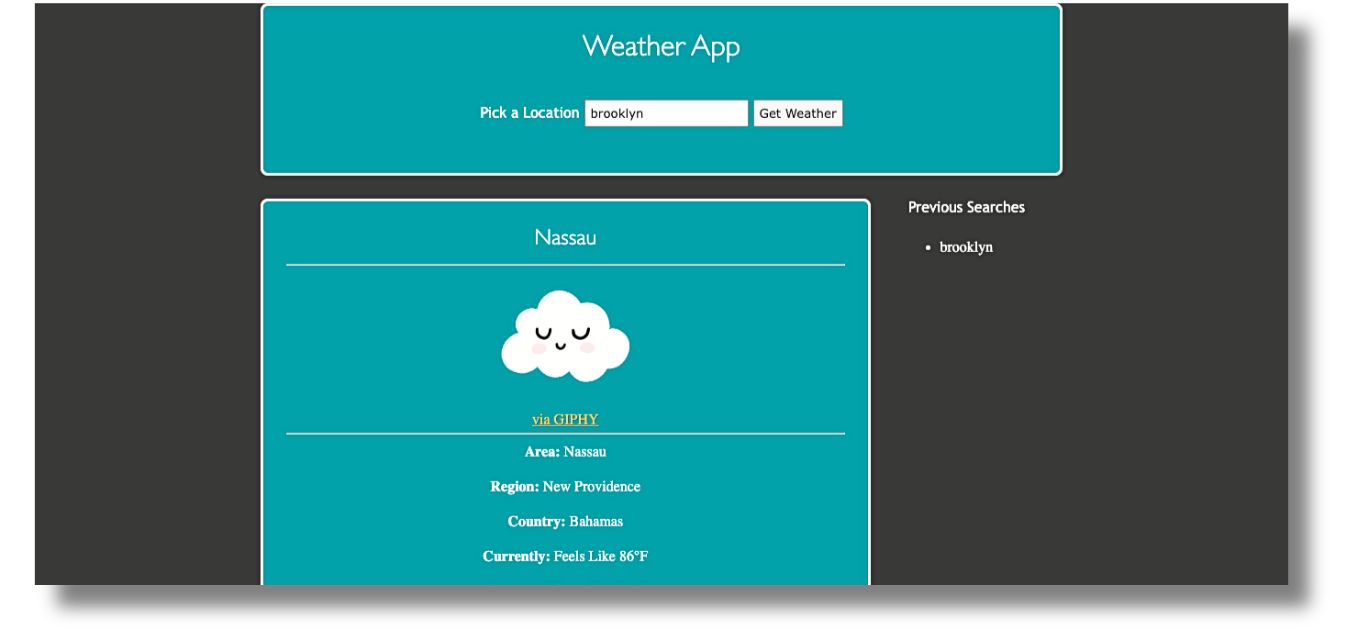 Weather App
Pick a Location brooklyn Get Weather
Previous Searches
• brooklyn
Nassau
via GIPHY
Area: Nassau
Region: New Providence
Country: Bahamas
Currently: Feels Like 86°F